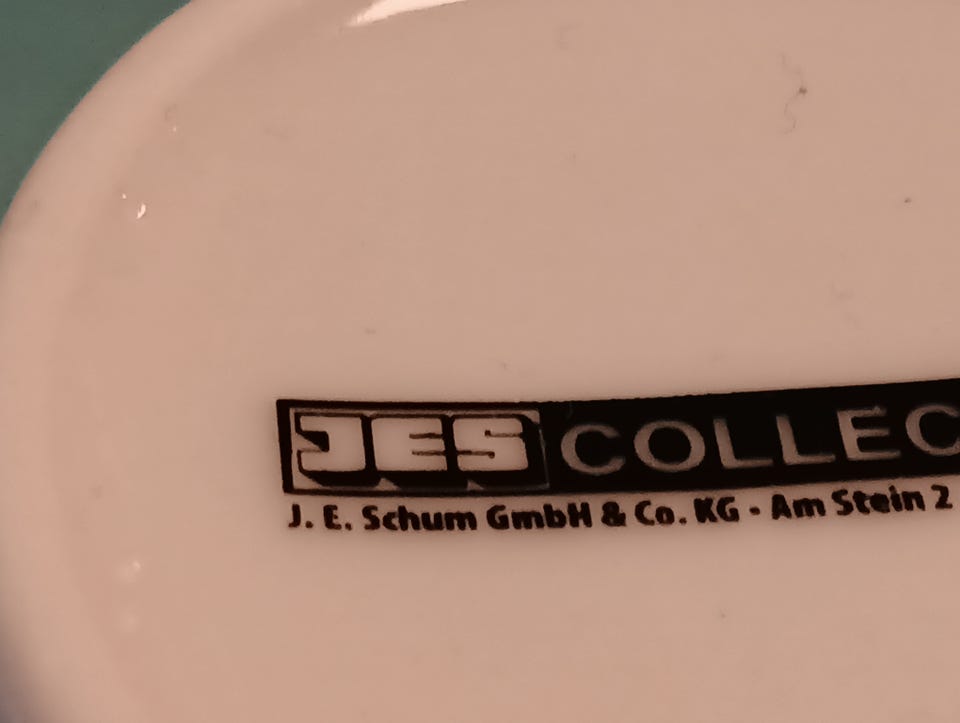 JES COLLEC
J. E. Schum GmbH & Co. KG - Am Stein 2